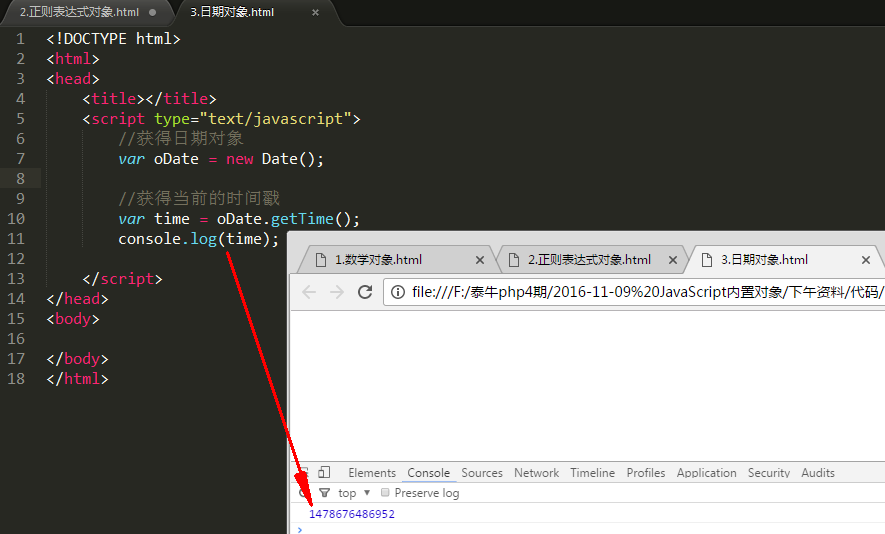 2.正则表达式对象.html
3.日期对象.html
1 <!DOCTYPE html>
2 <html>
3 <head>
4 <title></title>
5 <script type="text/javascript">
6 //获得日期对象
7 var oDate = new Date();
8
9 //获得当前的时间戳
10 var time = oDate.getTime();
11 console.log(time);
12
13 </script>
14 </head>
15 <body>
16
17 </body>
18 </html>
1.数学对象.html
2.正则表达式对象.html
3.日期对象.html
file:///F:/泰牛php4期/2016-11-09%20JavaScript内置对象/下午资料/代码/
Elements Console Sources Network Timeline Profiles Application Security Audits
top Preserve log
1478676486952